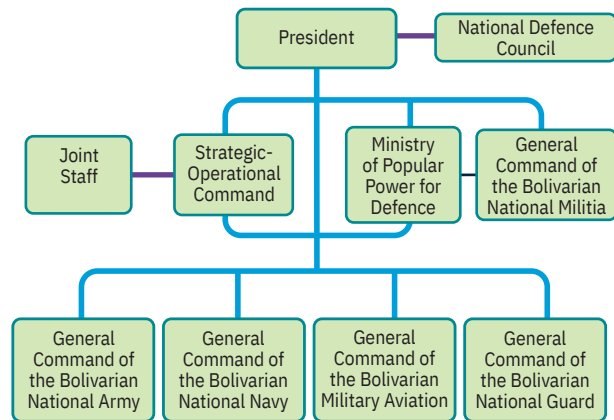 President
National Defence
Council
Joint
Staff
Strategic-
Operational
Command
Ministry
of Popular
Power for
Defence
General
Command of
the Bolivarian
National Militia
General
Command of
the Bolivarian
National Army
General
Command of
the Bolivarian
National Navy
General
Command of
the Bolivarian
Military Aviation
General
Command of
the Bolivarian
National Guard